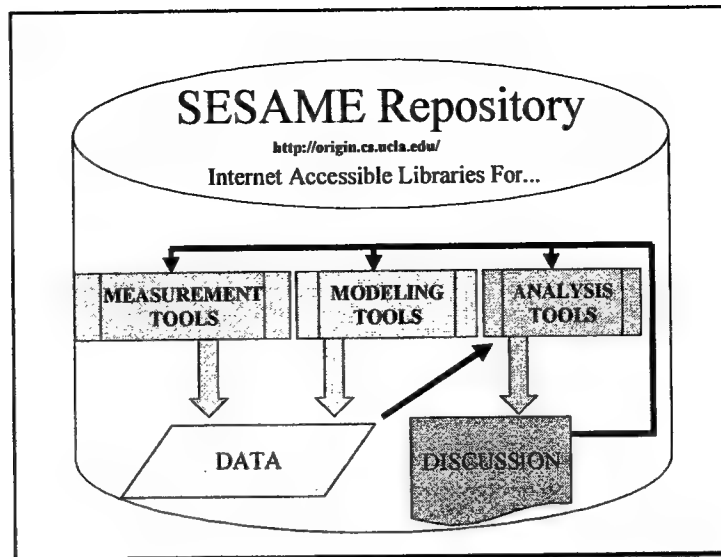 SESAME Repository
http://origin.cs.ucla.edu/
Internet Accessible Libraries For...
MEASUREMENT
TOOLS
MODELING
TOOLS
ANALYSIS
TOOLS
DATA
DISCUSSION